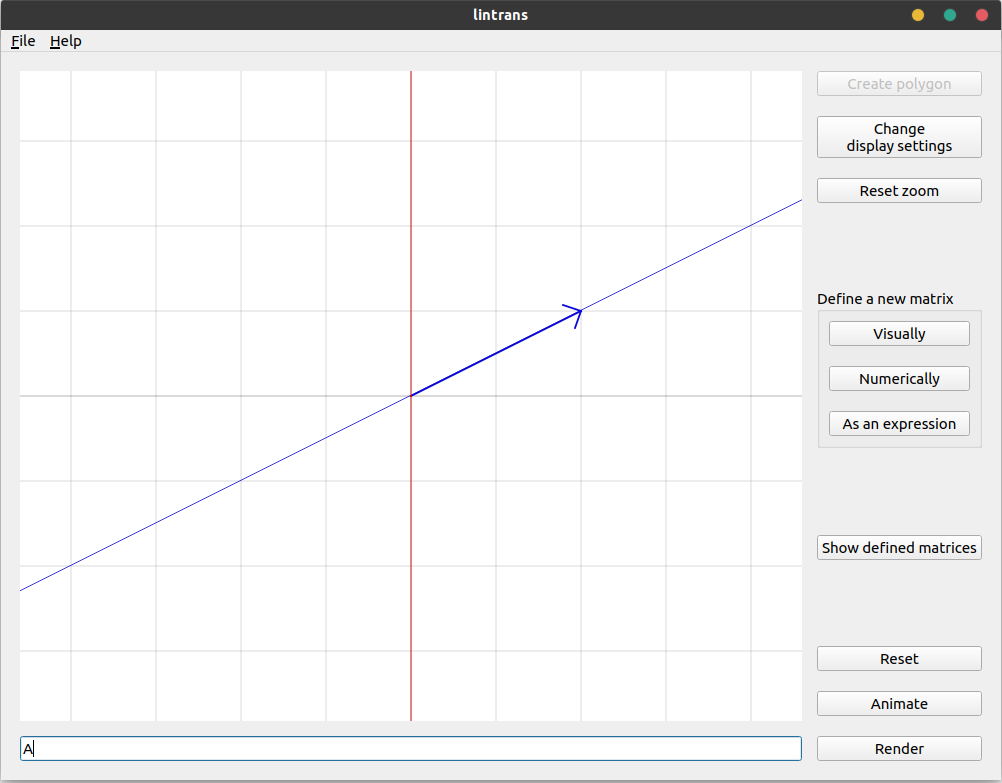 lintrans
File Help
Create polygon
Change
display settings
Reset zoom
Define a new matrix
Visually
Numerically
As an expression
Show defined matrices
Reset
Animate
A
Render